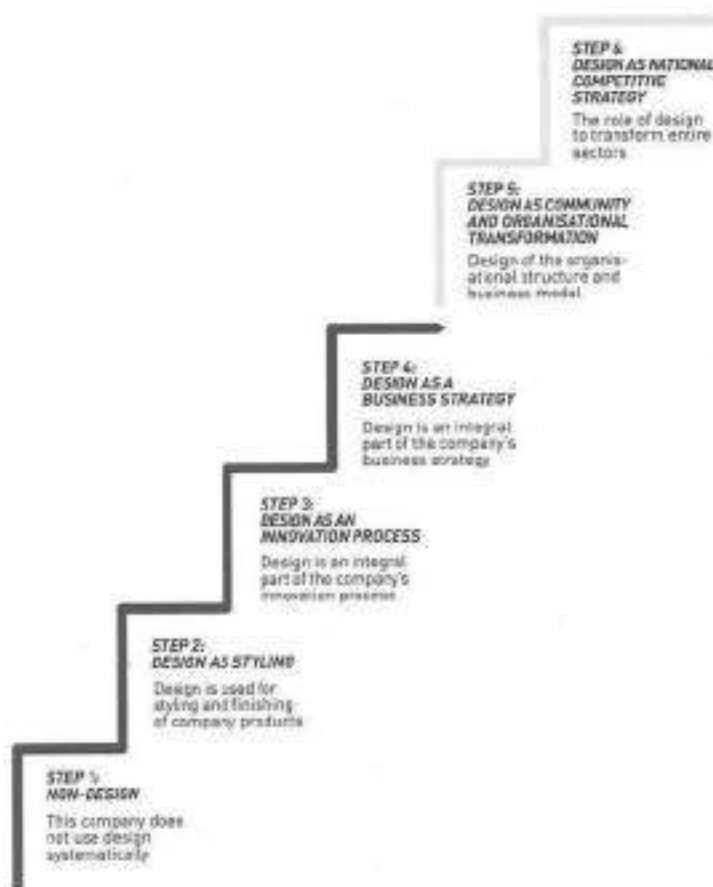 STEP 6:
DESIGN AS NATIONAL
COMPETITIVE
STRATEGY
The role of design
to transform entire
sectors
STEP 5:
DESIGN AS COMMUNITY
AND ORGANISATIONAL
TRANSFORMATION
Design of the organis-
ational structure and
business model
STEP 4:
DESIGN AS A
BUSINESS STRATEGY
Design is an integral
part of the company's
business strategy
STEP 3:
DESIGN AS AN
INNOVATION PROCESS
Design is an integral
part of the company's
innovation process
STEP 2:
DESIGN AS STYLING
Design is used for
styling and finishing
of company products
STEP 1:
NON-DESIGN
This company does
not use design
systematically